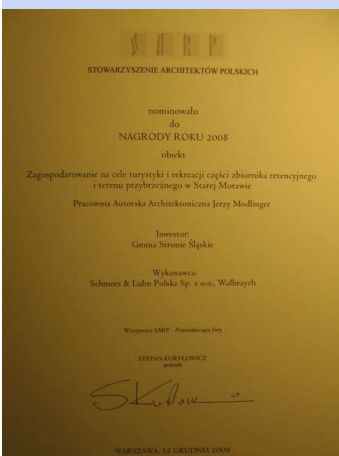 SARP
STOWARZYSZENIE ARCHITEKTÓW POLSKICH
nominowało
do
NAGRODY ROKU 2008
obiekt
Zagospodarowanie na cele turystyki i rekreacji części zbiornika retencyjnego
i terenu przybrzeżnego w Starej Morawie
Pracownia Autorska Architektoniczna Jerzy Modlinger
Inwestor:
Gmina Stronie Śląskie
Wykonawca:
Schmees & Luhn Polska Sp. z o.o., Wałbrzych
Wiceprezes SARP - Przewodniczący Jury
STEFAN KURYŁOWICZ
architekt
WARSZAWA, 12 GRUDNIA 2009